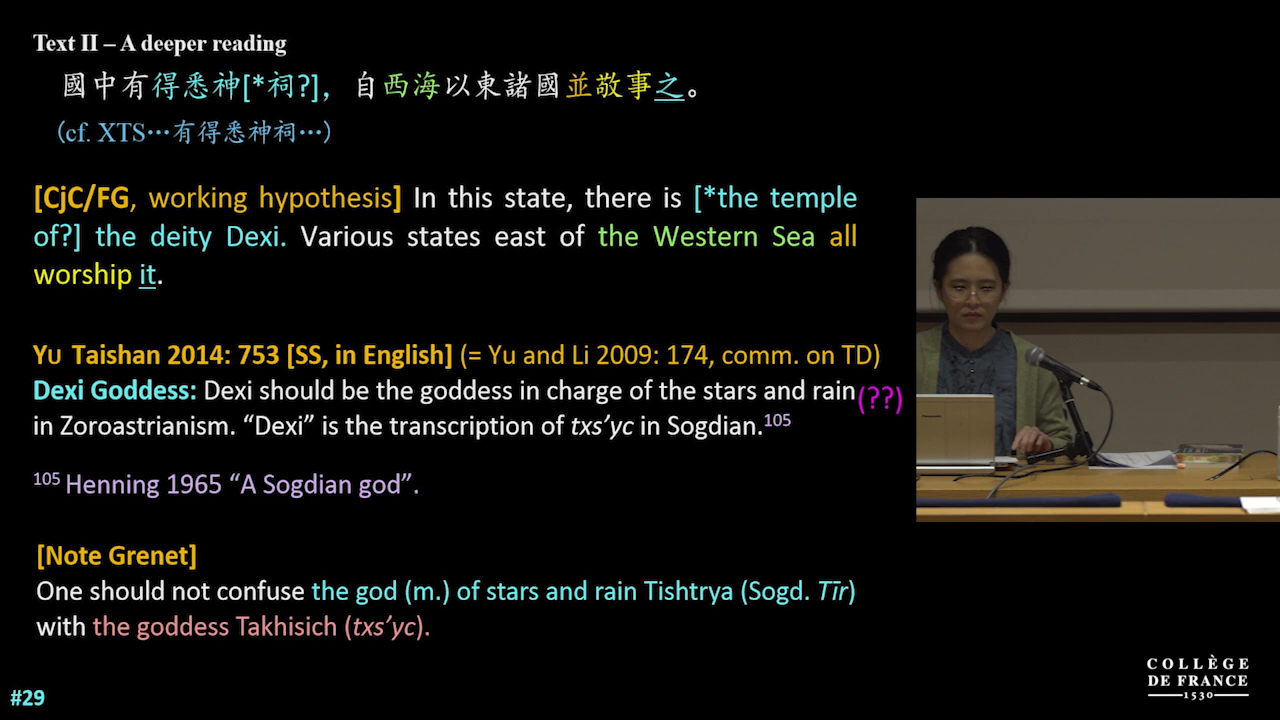 Text II – A deeper reading
國中有得悉神[*祠?]，自西海以東諸國並敬事之。
(cf. XTS…有得悉神祠…)
[CjC/FG, working hypothesis] In this state, there is [*the temple
of?] the deity Dexi. Various states east of the Western Sea all
worship it.
Yu Taishan 2014: 753 [SS, in English] (= Yu and Li 2009: 174, comm. on TD)
Dexi Goddess: Dexi should be the goddess in charge of the stars and rain(??)
in Zoroastrianism. “Dexi” is the transcription of txs’yc in Sogdian.105
105 Henning 1965 “A Sogdian god”.
[Note Grenet]
One should not confuse the god (m.) of stars and rain Tishtrya (Sogd. Tīr)
with the goddess Takhisich (txs’yc).
#29
COLLÈGE
DE FRANCE
1530